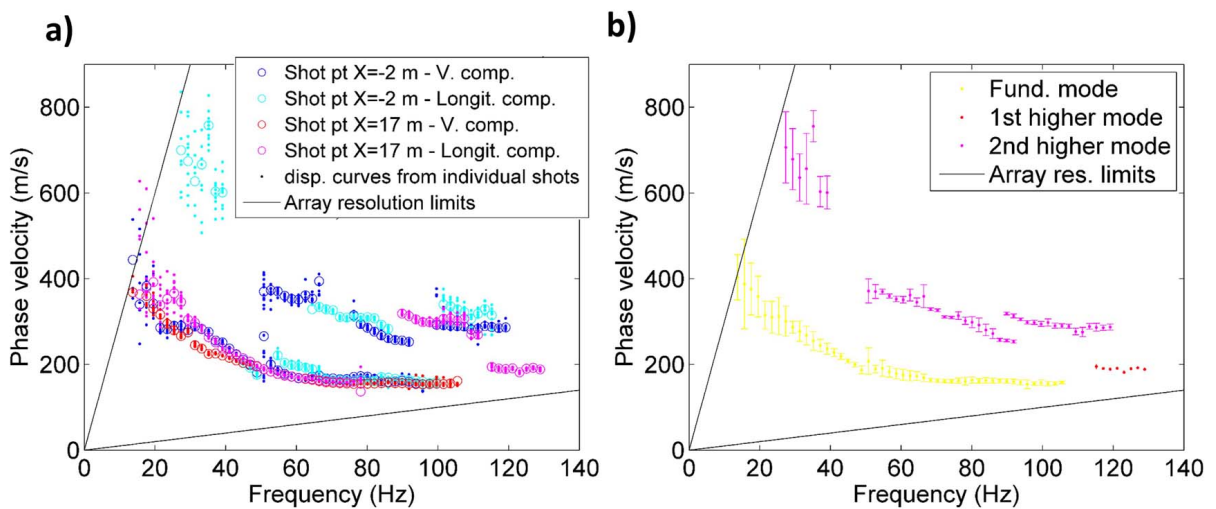 a)
Shot pt X=-2 m - V. comp.
Shot pt X=-2 m - Longit. comp.
Shot pt X=17 m - V. comp.
Shot pt X=17 m - Longit. comp.
disp. curves from individual shots
Array resolution limits
Phase velocity (m/s)
800
600
400
200
0
0 20 40 60 80 100 120 140
Frequency (Hz)
b)
Fund. mode
1st higher mode
2nd higher mode
Array res. limits
Phase velocity (m/s)
800
600
400
200
0
0 20 40 60 80 100 120 140
Frequency (Hz)